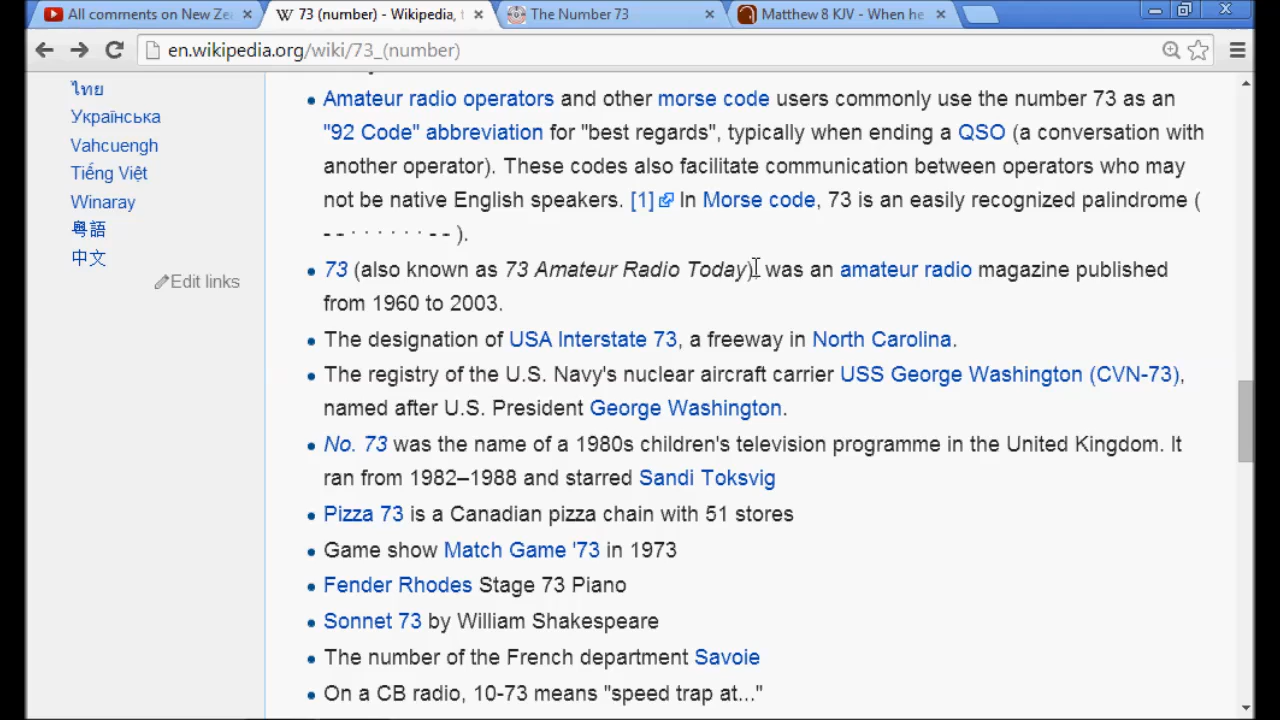 All comments on New Ze
73 (number) - Wikipedia, t
The Number 73
Matthew 8 KJV - When he
en.wikipedia.org/wiki/73_(number)
ไทย
Українська
Vahcuengh
Tiếng Việt
Winaray
粵語
中文
Edit links
Amateur radio operators and other morse code users commonly use the number 73 as an
"92 Code" abbreviation for "best regards", typically when ending a QSO (a conversation with
another operator). These codes also facilitate communication between operators who may
not be native English speakers. [1] In Morse code, 73 is an easily recognized palindrome (
- - · · · · · · - - ).
73 (also known as 73 Amateur Radio Today) was an amateur radio magazine published
from 1960 to 2003.
The designation of USA Interstate 73, a freeway in North Carolina.
The registry of the U.S. Navy's nuclear aircraft carrier USS George Washington (CVN-73),
named after U.S. President George Washington.
No. 73 was the name of a 1980s children's television programme in the United Kingdom. It
ran from 1982–1988 and starred Sandi Toksvig
Pizza 73 is a Canadian pizza chain with 51 stores
Game show Match Game '73 in 1973
Fender Rhodes Stage 73 Piano
Sonnet 73 by William Shakespeare
The number of the French department Savoie
On a CB radio, 10-73 means "speed trap at..."